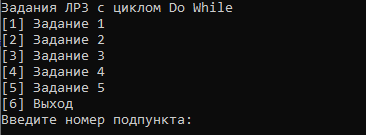 Задания ЛР3 с циклом Do While
[1] Задание 1
[2] Задание 2
[3] Задание 3
[4] Задание 4
[5] Задание 5
[6] Выход
Введите номер подпункта: